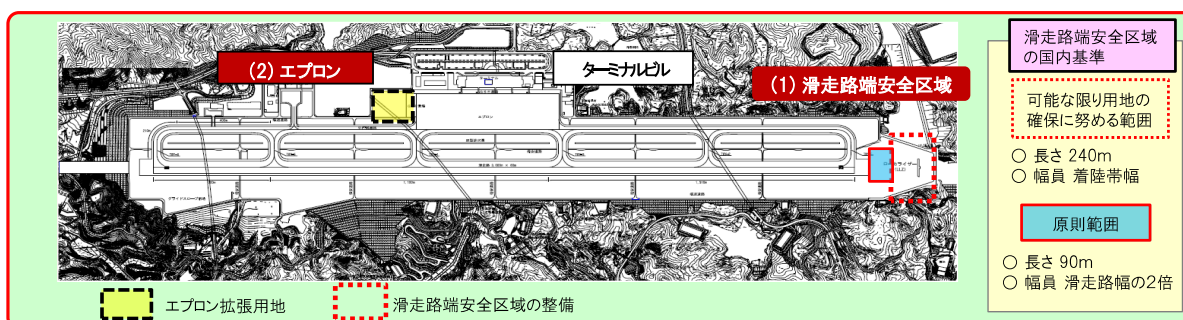 (2) エプロン
ターミナルビル
(1) 滑走路端安全区域
エプロン
滑走路端安全区域
の国内基準
可能な限り用地の
確保に努める範囲
○ 長さ 240m
○ 幅員 着陸帯幅
原則範囲
○ 長さ 90m
○ 幅員 滑走路幅の2倍
エプロン拡張用地
滑走路端安全区域の整備